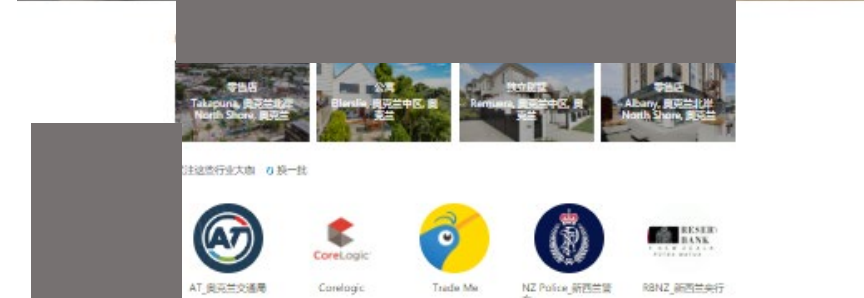 零售店
Takapuna, 奥克兰北岸
North Shore, 奥克兰
公寓
Ellerslie, 奥克兰中区, 奥
克兰
独立别墅
Remuera, 奥克兰中区, 奥
克兰
零售店
Albany, 奥克兰北岸
North Shore, 奥克兰
注这些行业大咖 换一批
AT
CoreLogic
RESER
BANK
AT_奥克兰交通局
Corelogic
Trade Me
NZ Police_新西兰警
RBNZ_新西兰央行